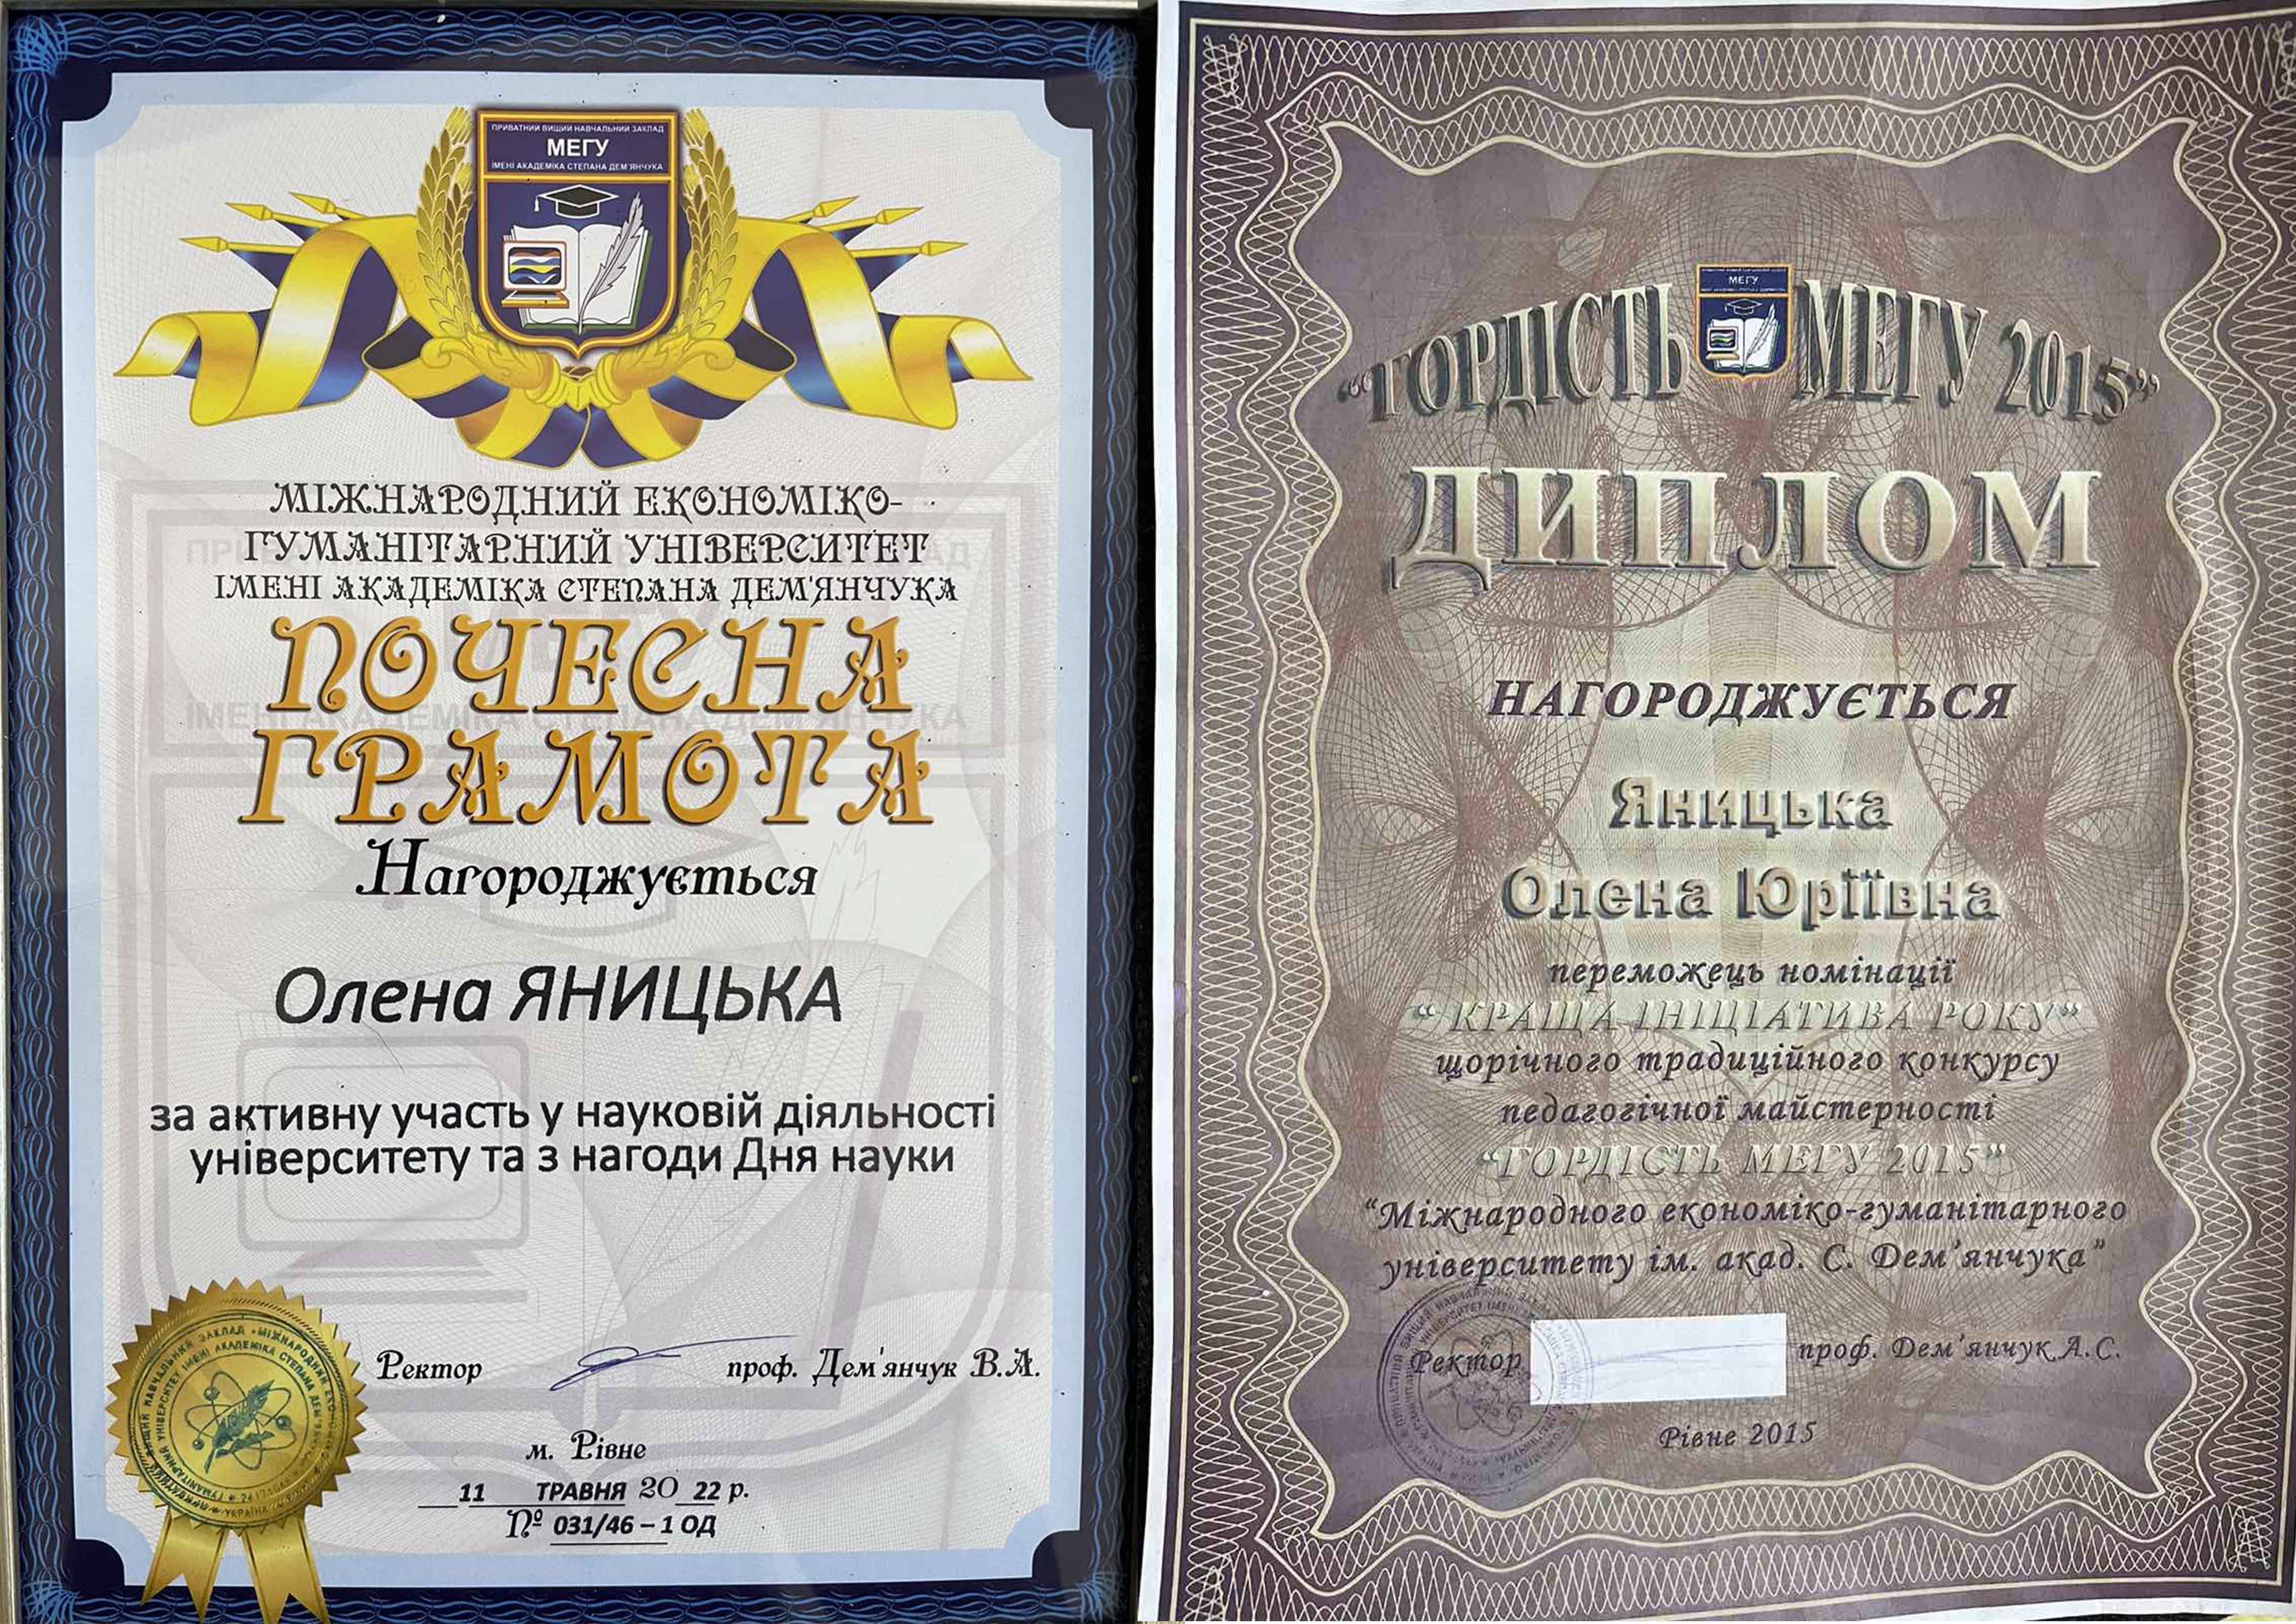 ПРИВАТНИЙ ВИЩИЙ НАВЧАЛЬНИЙ ЗАКЛАД
МЕГУ
ІМЕНІ АКАДЕМІКА СТЕПАНА ДЕМ'ЯНЧУКА
МІЖНАРОДНИЙ ЕКОНОМІКО-
ГУМАНІТАРНИЙ УНІВЕРСИТЕТ
ІМЕНІ АКАДЕМІКА СТЕПАНА ДЕМ'ЯНЧУКА
ПОЧЕСНА
ГРАМОТА
Нагороджується
Олена ЯНИЦЬКА
за активну участь у науковій діяльності
університету та з нагоди Дня науки
Ректор проф. Дем'янчук В.А.
м. Рівне
11 ТРАВНЯ 20 22 р.
№ 031/46 – 1 ОД
"ГОРДІСТЬ МЕГУ 2015"
МЕГУ
ДИПЛОМ
НАГОРОДЖУЄТЬСЯ
Яницька
Олена Юріївна
переможець номінації
"КРАЩА ІНІЦІАТИВА РОКУ"
щорічного традиційного конкурсу
педагогічної майстерності
"ГОРДІСТЬ МЕГУ 2015"
"Міжнародного економіко-гуманітарного
університету ім. акад. С. Дем'янчука"
Ректор проф. Дем'янчук А.С.
Рівне 2015